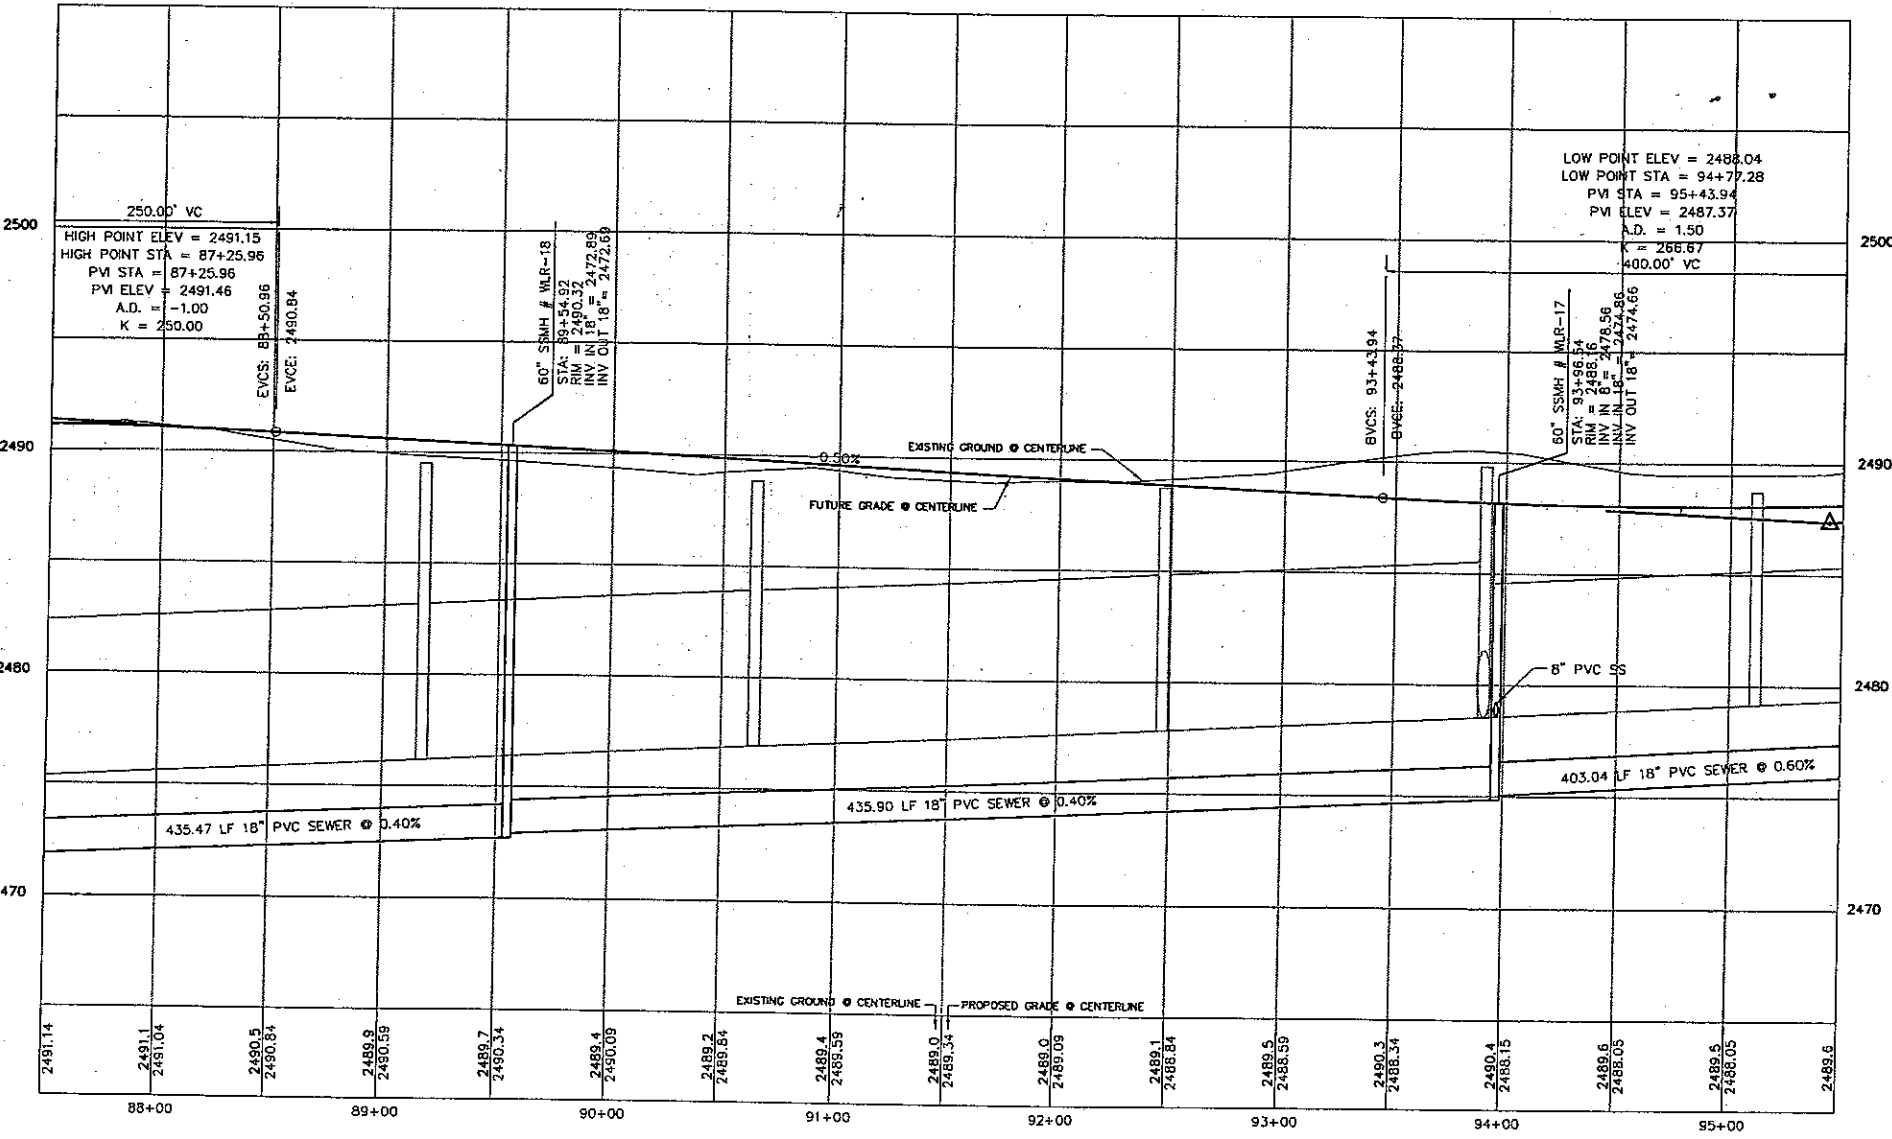 250.00' VC
HIGH POINT ELEV = 2491.15
HIGH POINT STA = 87+25.96
PVI STA = 87+25.96
PVI ELEV = 2491.46
A.D. = -1.00
K = 250.00
EVCS: 88+50.96
EVCE: 2490.84
60" SSMH # WLR-18
STA: 89+54.92
RIM = 2490.32
INV IN 18" = 2472.89
INV OUT 18"= 2472.69
LOW POINT ELEV = 2488.04
LOW POINT STA = 94+77.28
PVI STA = 95+43.94
PVI ELEV = 2487.37
A.D. = 1.50
K = 266.67
400.00' VC
BVCS: 93+43.94
BVCE: 2488.37
60" SSMH # WLR-17
STA: 93+96.54
RIM = 2488.16
INV IN 8" = 2478.56
INV IN 18" = 2474.86
INV OUT 18"= 2474.66
2500
2500
2490
2490
2480
2480
470
2470
0.50%
EXISTING GROUND @ CENTERLINE
FUTURE GRADE @ CENTERLINE
8" PVC SS
435.47 LF 18" PVC SEWER @ 0.40%
435.90 LF 18" PVC SEWER @ 0.40%
403.04 LF 18" PVC SEWER @ 0.60%
EXISTING GROUND @ CENTERLINE
PROPOSED GRADE @ CENTERLINE
2491.14
2491.1
2491.04
2490.5
2490.84
2489.9
2490.59
2489.7
2490.34
2489.4
2490.09
2489.2
2489.84
2489.4
2489.59
2489.0
2489.34
2489.0
2489.09
2489.1
2488.84
2489.5
2488.59
2490.3
2488.34
2490.4
2488.15
2489.6
2488.05
2489.5
2488.05
2489.6
88+00
89+00
90+00
91+00
92+00
93+00
94+00
95+00